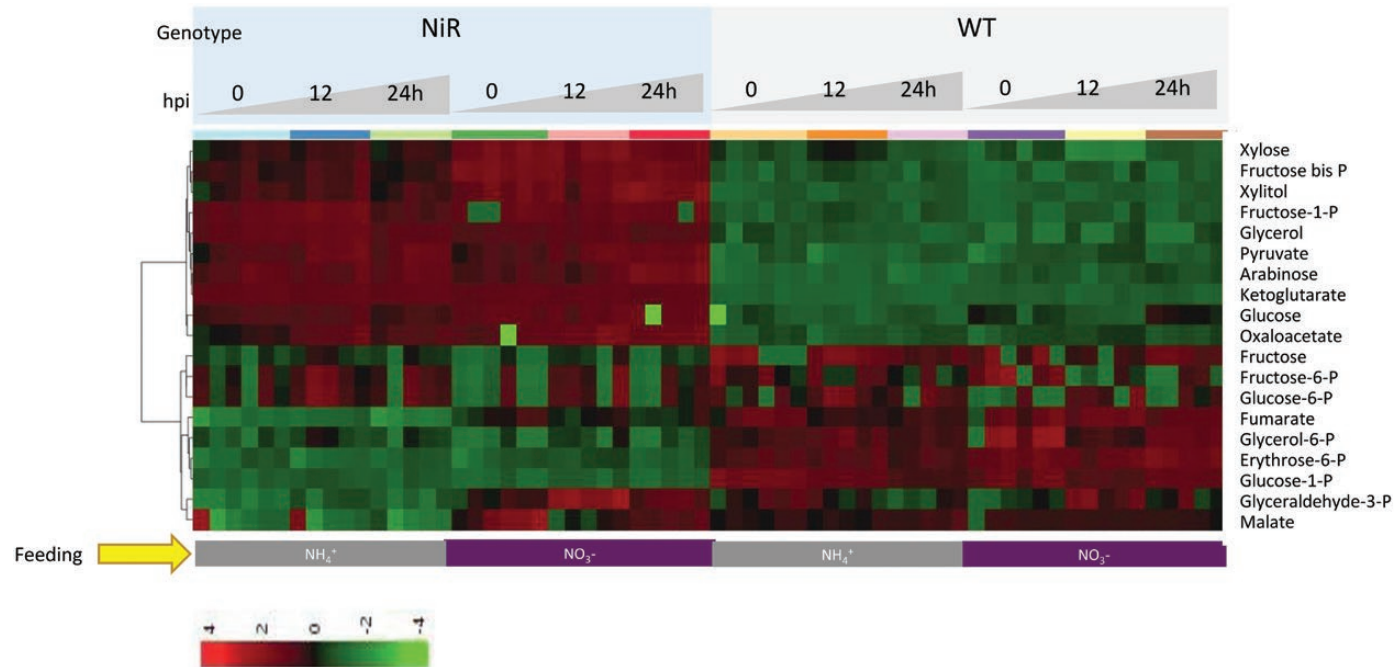 Genotype NiR WT
hpi 0 12 24h 0 12 24h 0 12 24h 0 12 24h
Xylose
Fructose bis P
Xylitol
Fructose-1-P
Glycerol
Pyruvate
Arabinose
Ketoglutarate
Glucose
Oxaloacetate
Fructose
Fructose-6-P
Glucose-6-P
Fumarate
Glycerol-6-P
Erythrose-6-P
Glucose-1-P
Glyceraldehyde-3-P
Malate
Feeding NH₄⁺ NO₃- NH₄⁺ NO₃-
4 2 0 -2 -4